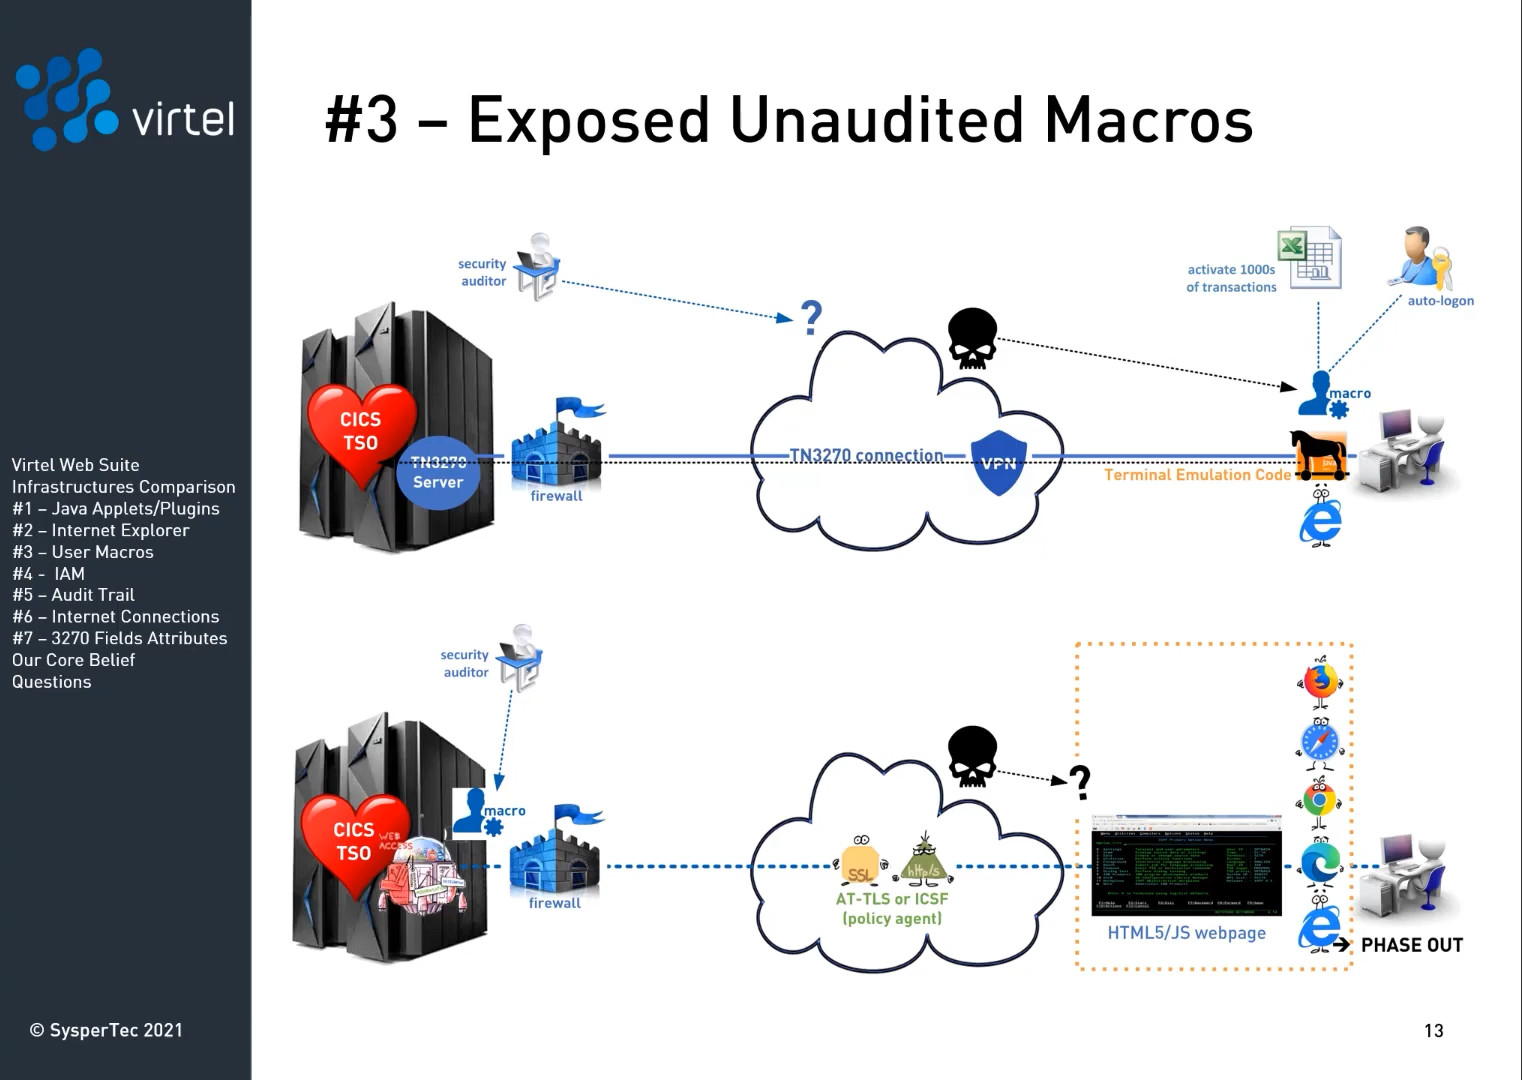 virtel
#3 – Exposed Unaudited Macros
security
auditor
?
activate 1000s
of transactions
auto-logon
macro
CICS
TSO
TN3270
Server
firewall
TN3270 connection
VPN
Terminal Emulation Code
Java
Virtel Web Suite
Infrastructures Comparison
#1 – Java Applets/Plugins
#2 – Internet Explorer
#3 – User Macros
#4 - IAM
#5 – Audit Trail
#6 – Internet Connections
#7 – 3270 Fields Attributes
Our Core Belief
Questions
security
auditor
macro
?
CICS
TSO
WEB
ACCESS
firewall
SSL
http/s
AT-TLS or ICSF
(policy agent)
HTML5/JS webpage
➔ PHASE OUT
© SysperTec 2021
13